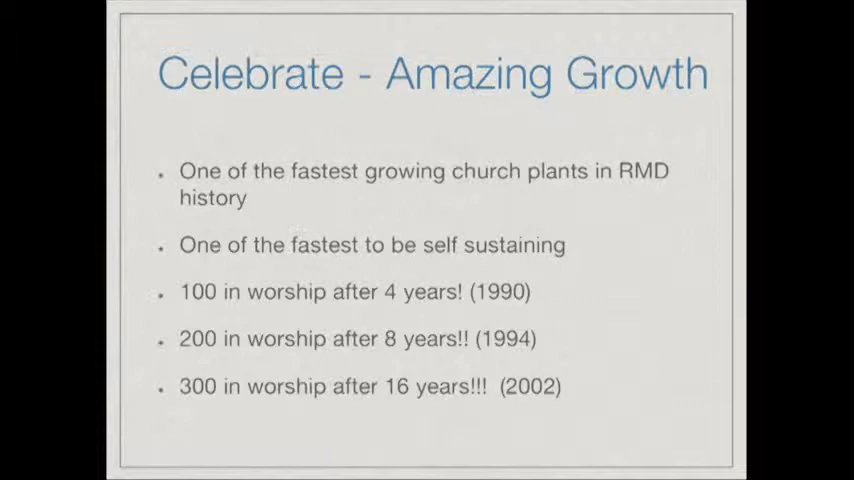 Celebrate - Amazing Growth
• One of the fastest growing church plants in RMD
history
• One of the fastest to be self sustaining
• 100 in worship after 4 years! (1990)
• 200 in worship after 8 years!! (1994)
• 300 in worship after 16 years!!! (2002)